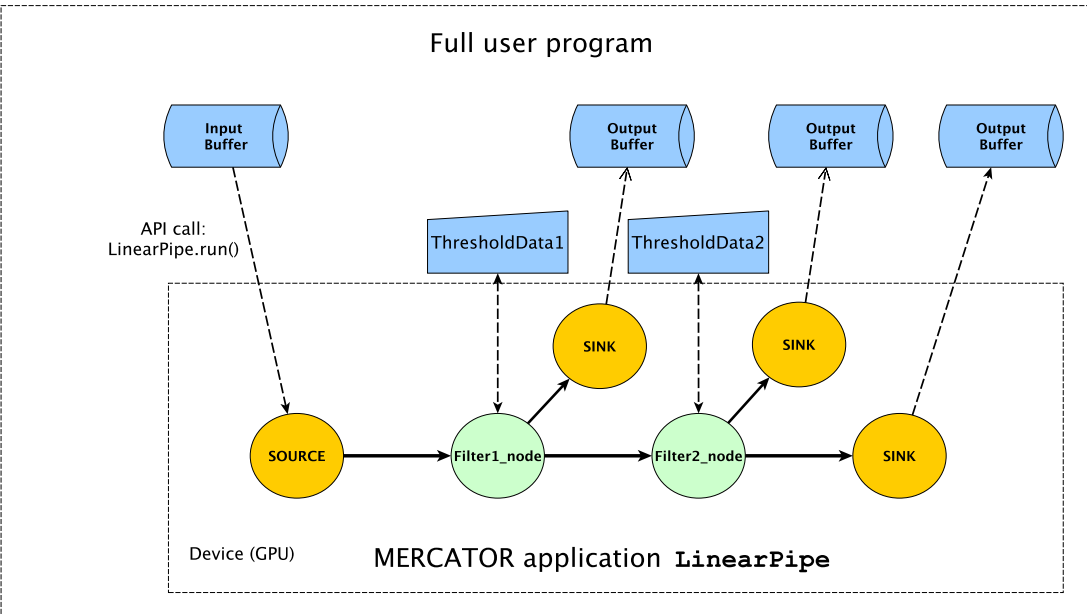 Full user program
Input
Buffer
Output
Buffer
Output
Buffer
Output
Buffer
API call:
LinearPipe.run()
ThresholdData1
ThresholdData2
SINK
SINK
SOURCE
Filter1_node
Filter2_node
SINK
Device (GPU)
MERCATOR application LinearPipe